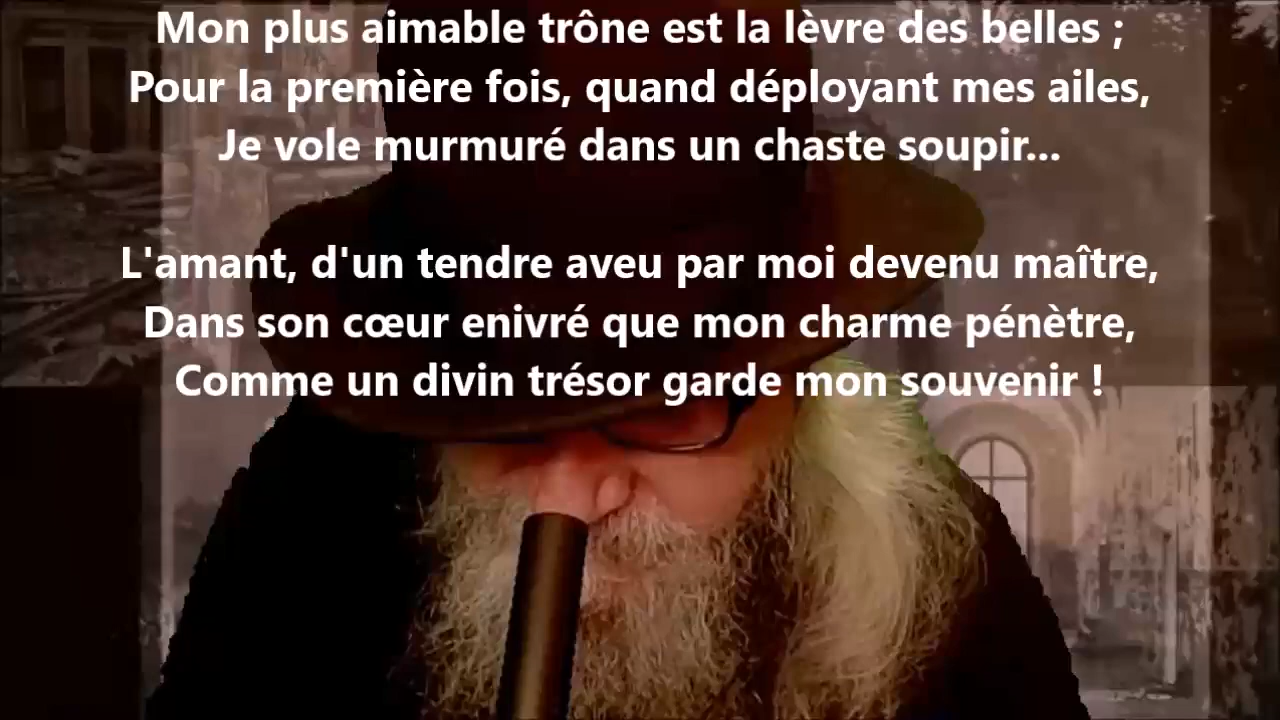 Mon plus aimable trône est la lèvre des belles ;
Pour la première fois, quand déployant mes ailes,
Je vole murmuré dans un chaste soupir...
L'amant, d'un tendre aveu par moi devenu maître,
Dans son cœur enivré que mon charme pénètre,
Comme un divin trésor garde mon souvenir !